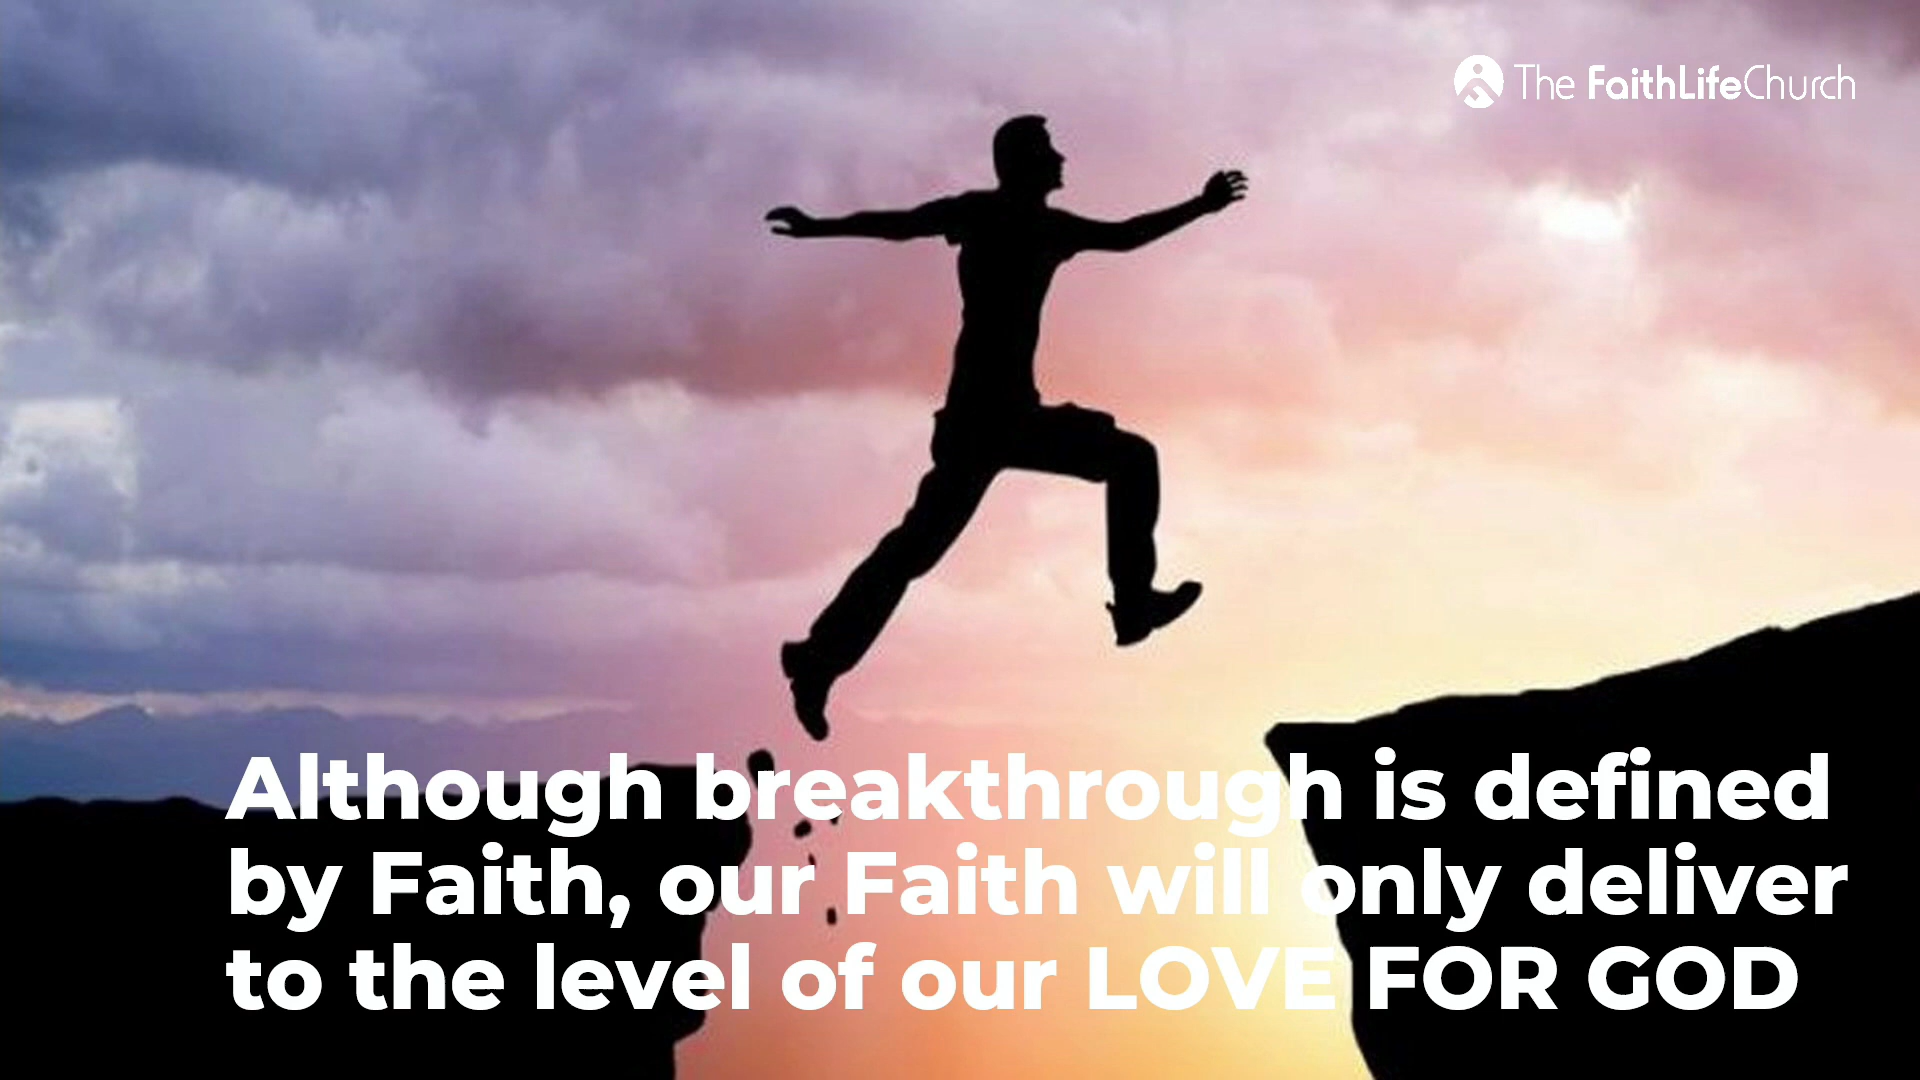 The FaithLifeChurch
Although breakthrough is defined
by Faith, our Faith will only deliver
to the level of our LOVE FOR GOD